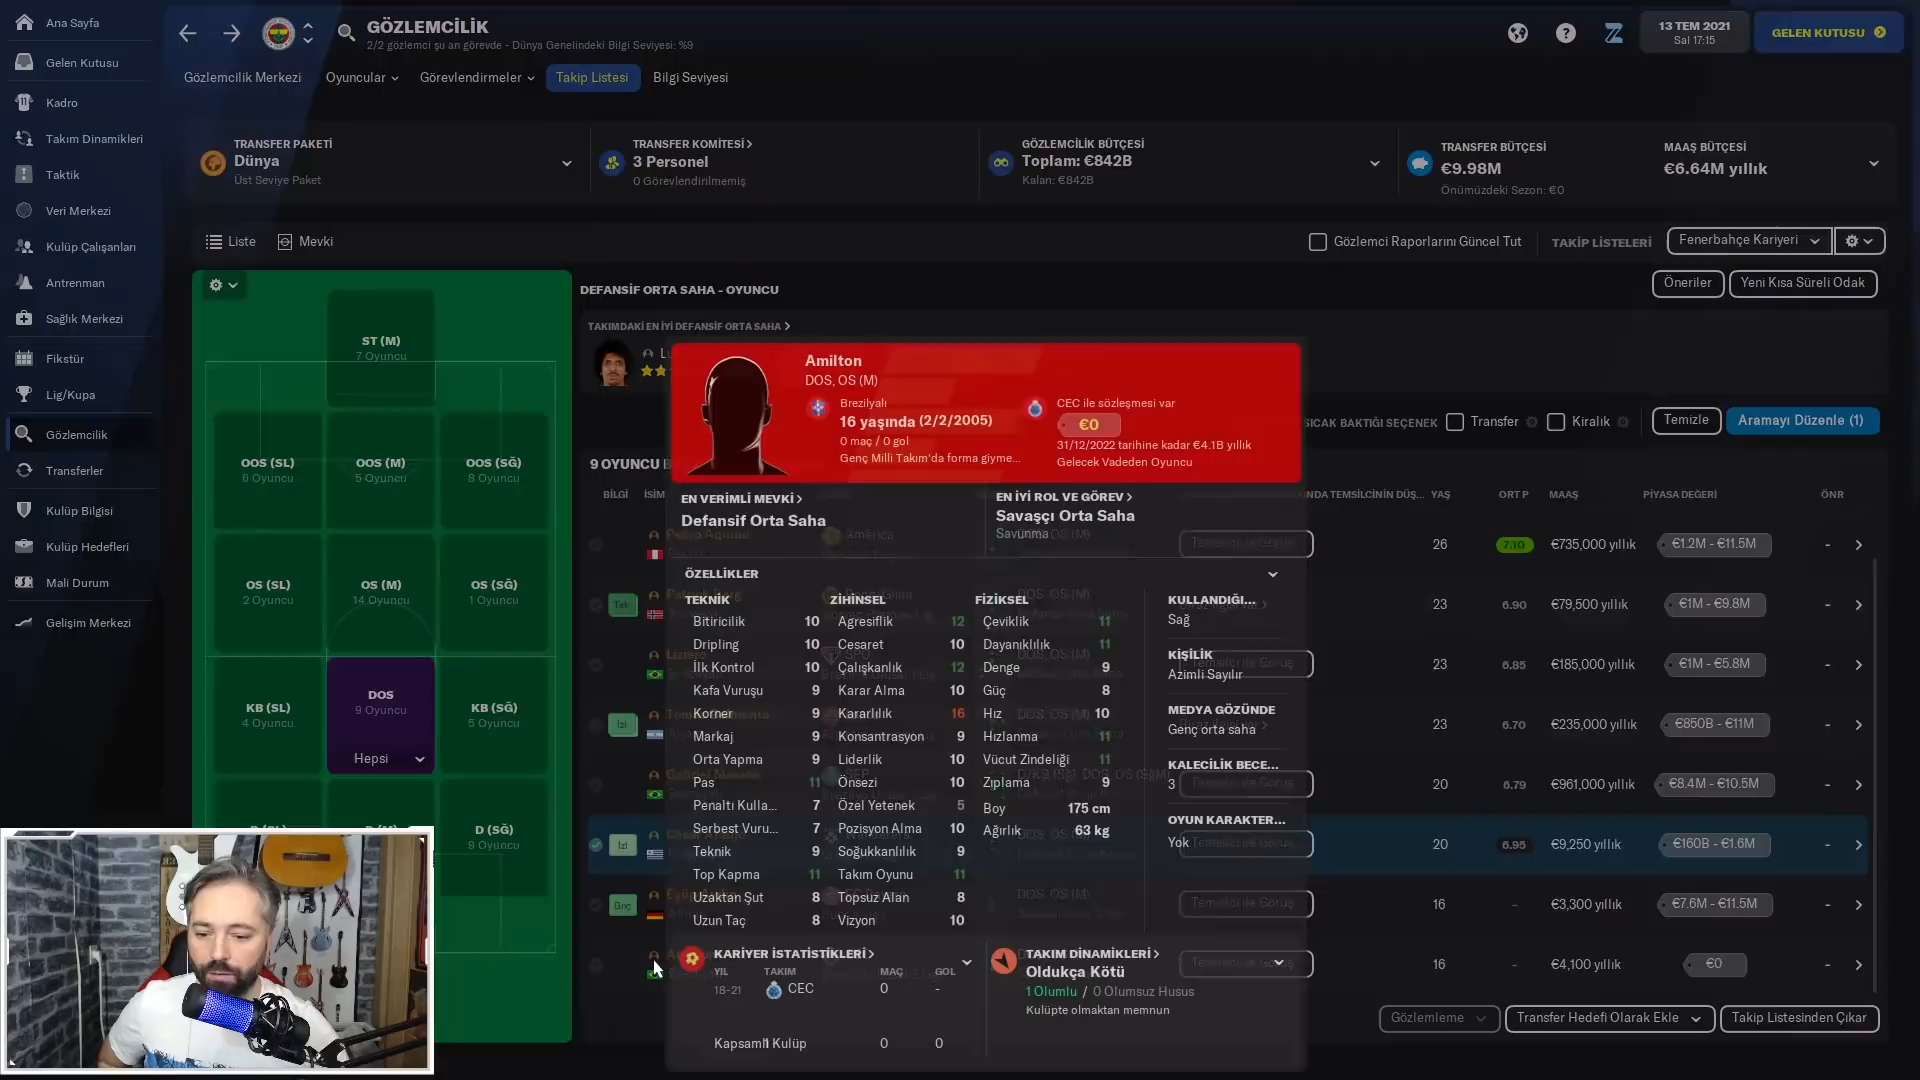 Ana Sayfa
Gelen Kutusu
Kadro
Takım Dinamikleri
Taktik
Veri Merkezi
Kulüp Çalışanları
Antrenman
Sağlık Merkezi
Fikstür
Lig/Kupa
Gözlemcilik
Transferler
Kulüp Bilgisi
Kulüp Hedefleri
Mali Durum
Gelişim Merkezi
GÖZLEMCİLİK
2/2 gözlemci şu an görevde - Dünya Genelindeki Bilgi Seviyesi: %9
13 TEM 2021
Sal 17:15
GELEN KUTUSU
Gözlemcilik Merkezi Oyuncular Görevlendirmeler Takip Listesi Bilgi Seviyesi
TRANSFER PAKETİ
Dünya
Üst Seviye Paket
TRANSFER KOMİTESİ >
3 Personel
0 Görevlendirilmemiş
GÖZLEMCİLİK BÜTÇESİ
Toplam: €842B
Kalan: €842B
TRANSFER BÜTÇESİ
€9.98M
Önümüzdeki Sezon: €0
MAAŞ BÜTÇESİ
€6.64M yıllık
Liste Mevki
Gözlemci Raporlarını Güncel Tut TAKİP LİSTELERİ Fenerbahçe Kariyeri
ST (M)
7 Oyuncu
OOS (SL) OOS (M) OOS (SĞ)
6 Oyuncu 5 Oyuncu 8 Oyuncu
OS (SL) OS (M) OS (SĞ)
2 Oyuncu 14 Oyuncu 1 Oyuncu
KB (SL) DOS KB (SĞ)
4 Oyuncu 9 Oyuncu 5 Oyuncu
Hepsi
D (SĞ)
9 Oyuncu
DEFANSİF ORTA SAHA - OYUNCU
Öneriler Yeni Kısa Süreli Odak
TAKIMDAKİ EN İYİ DEFANSİF ORTA SAHA >
SICAK BAKTIĞI SEÇENEK Transfer Kiralık Temizle Aramayı Düzenle (1)
9 OYUNCU B
BİLGİ İSİM
TEMSİLCİNİN DÜŞ... YAŞ ORT P MAAŞ PİYASA DEĞERİ ÖNR
26 7.10 €735,000 yıllık €1.2M - €11.5M -
23 6.90 €79,500 yıllık €1M - €9.8M -
23 6.85 €185,000 yıllık €1M - €5.8M -
İzl 23 6.70 €235,000 yıllık €850B - €11M -
20 6.79 €961,000 yıllık €8.4M - €10.5M -
İzl 20 6.95 €9,250 yıllık €160B - €1.6M -
Gnç 16 - €3,300 yıllık €7.6M - €11.5M -
16 - €4,100 yıllık €0 -
Gözlemleme Transfer Hedefi Olarak Ekle Takip Listesinden Çıkar
Amilton
DOS, OS (M)
Brezilyalı
16 yaşında (2/2/2005)
0 maç / 0 gol
Genç Milli Takım'da forma giyme...
CEC ile sözleşmesi var
€0
31/12/2022 tarihine kadar €4.1B yıllık
Gelecek Vadeden Oyuncu
EN VERİMLİ MEVKİ >
Defansif Orta Saha
EN İYİ ROL VE GÖREV >
Savaşçı Orta Saha
Savunma
ÖZELLİKLER
TEKNİK
Bitiricilik 10
Dripling 10
İlk Kontrol 10
Kafa Vuruşu 9
Korner 9
Markaj 9
Orta Yapma 9
Pas 11
Penaltı Kulla... 7
Serbest Vuru... 7
Teknik 9
Top Kapma 11
Uzaktan Şut 8
Uzun Taç 8
ZİHİNSEL
Agresiflik 12
Cesaret 10
Çalışkanlık 12
Karar Alma 10
Kararlılık 16
Konsantrasyon 9
Liderlik 10
Önsezi 10
Özel Yetenek 5
Pozisyon Alma 10
Soğukkanlılık 9
Takım Oyunu 11
Topsuz Alan 8
Vizyon 10
FİZİKSEL
Çeviklik 11
Dayanıklılık 11
Denge 9
Güç 8
Hız 10
Hızlanma 11
Vücut Zindeliği 11
Zıplama 9
Boy 175 cm
Ağırlık 63 kg
KULLANDIĞI...
Sağ
KİŞİLİK
Azimli Sayılır
MEDYA GÖZÜNDE
Genç orta saha
KALECİLİK BECE...
3
OYUN KARAKTER...
Yok
KARİYER İSTATİSTİKLERİ >
YIL TAKIM MAÇ GOL
18-21 CEC 0 -
Kapsamlı 1 Kulüp 0 0
TAKIM DİNAMİKLERİ >
Oldukça Kötü
1 Olumlu / 0 Olumsuz Husus
Kulüpte olmaktan memnun